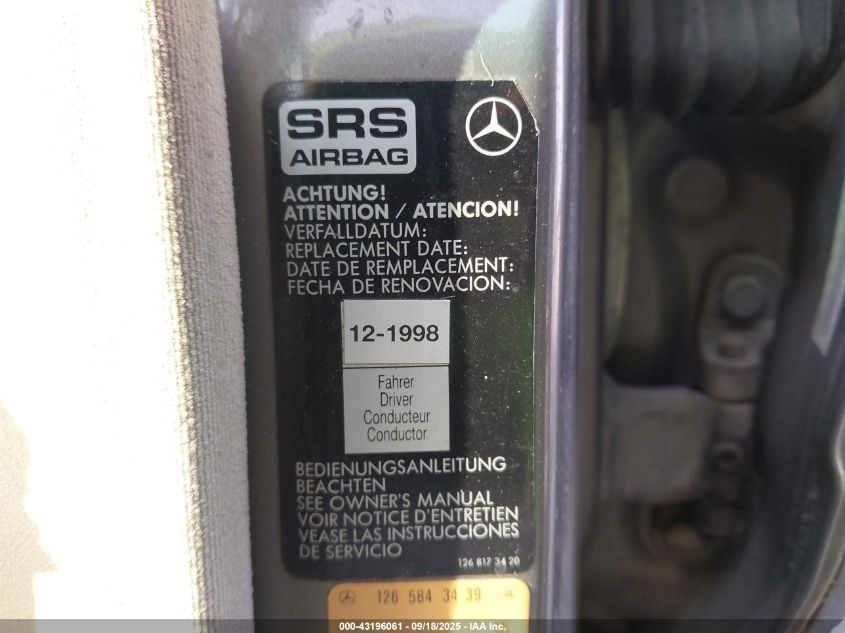 SRS
AIRBAG
ACHTUNG!
ATTENTION / ATENCION!
VERFALLDATUM:
REPLACEMENT DATE:
DATE DE REMPLACEMENT:
FECHA DE RENOVACION:
12-1998
Fahrer
Driver
Conducteur
Conductor
BEDIENUNGSANLEITUNG
BEACHTEN
SEE OWNER'S MANUAL
VOIR NOTICE D'ENTRETIEN
VEASE LAS INSTRUCCIONES
DE SERVICIO
126 817 34 20
126 584 34 39
000-43196061 - 09/18/2025 - IAA Inc.